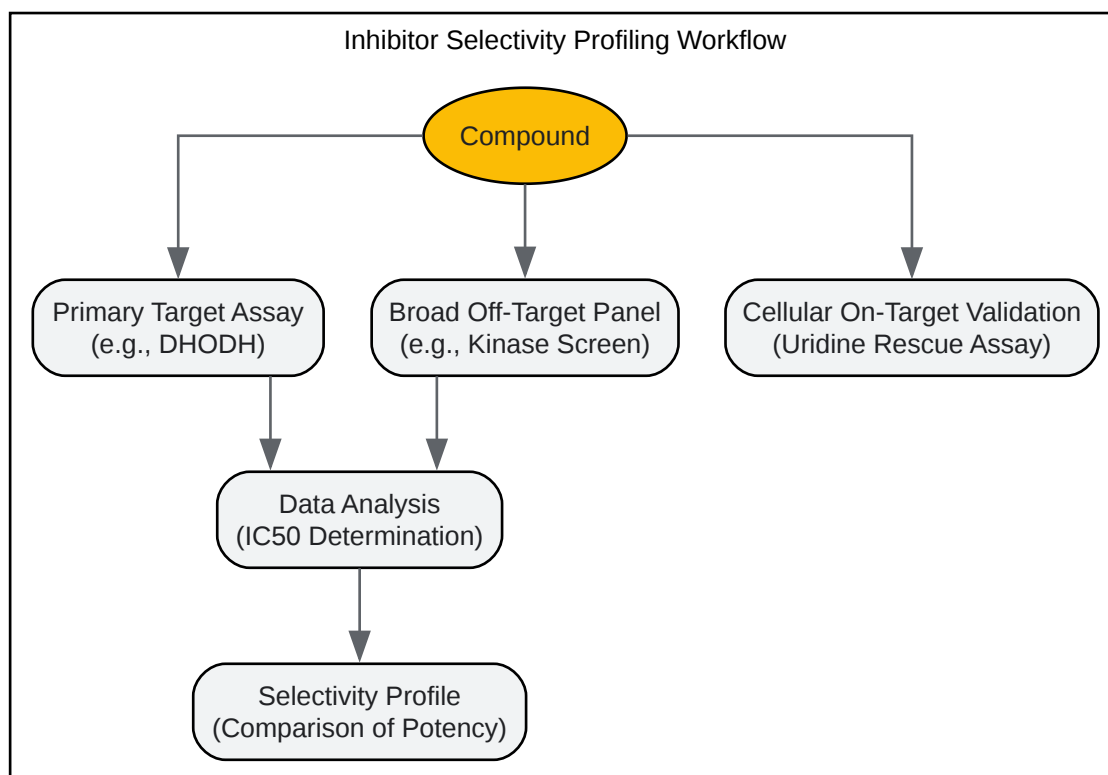 Inhibitor Selectivity Profiling Workflow
Compound
Primary Target Assay
(e.g., DHODH)
Broad Off-Target Panel
(e.g., Kinase Screen)
Cellular On-Target Validation
(Uridine Rescue Assay)
Data Analysis
(IC50 Determination)
Selectivity Profile
(Comparison of Potency)